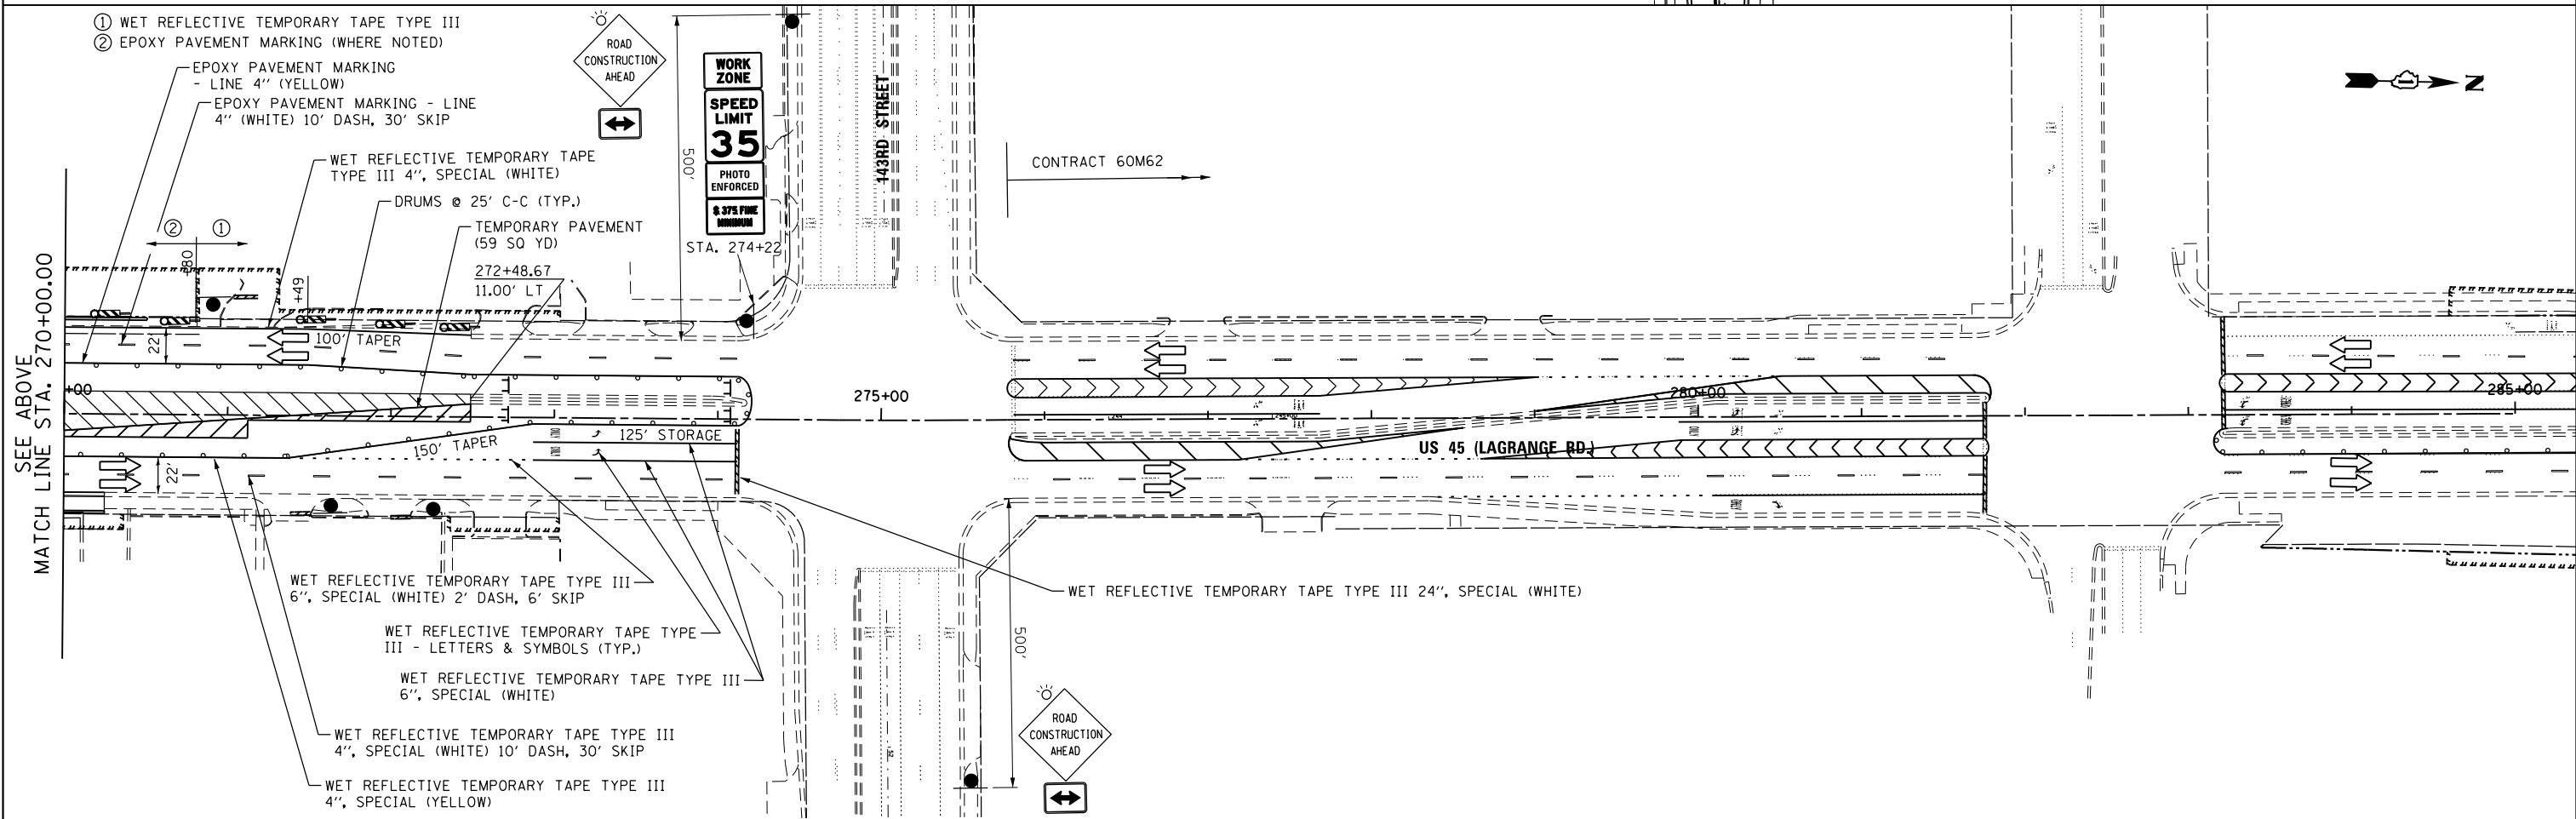 ① WET REFLECTIVE TEMPORARY TAPE TYPE III
② EPOXY PAVEMENT MARKING (WHERE NOTED)
EPOXY PAVEMENT MARKING
- LINE 4'' (YELLOW)
EPOXY PAVEMENT MARKING - LINE
4'' (WHITE) 10' DASH, 30' SKIP
WET REFLECTIVE TEMPORARY TAPE
TYPE III 4'', SPECIAL (WHITE)
DRUMS @ 25' C-C (TYP.)
TEMPORARY PAVEMENT
(59 SQ YD)
272+48.67
11.00' LT
② ①
+80
+49
ROAD
CONSTRUCTION
AHEAD
WORK
ZONE
SPEED
LIMIT
35
PHOTO
ENFORCED
$ 375 FINE
MINIMUM
STA. 274+22
500'
143RD STREET
CONTRACT 60M62
N
SEE ABOVE
MATCH LINE STA. 270+00.00
+00
22'
100' TAPER
150' TAPER
125' STORAGE
22'
275+00
280+00
285+00
US 45 (LAGRANGE RD.)
WET REFLECTIVE TEMPORARY TAPE TYPE III
6'', SPECIAL (WHITE) 2' DASH, 6' SKIP
WET REFLECTIVE TEMPORARY TAPE TYPE
III - LETTERS & SYMBOLS (TYP.)
WET REFLECTIVE TEMPORARY TAPE TYPE III
6'', SPECIAL (WHITE)
WET REFLECTIVE TEMPORARY TAPE TYPE III
4'', SPECIAL (WHITE) 10' DASH, 30' SKIP
WET REFLECTIVE TEMPORARY TAPE TYPE III
4'', SPECIAL (YELLOW)
WET REFLECTIVE TEMPORARY TAPE TYPE III 24'', SPECIAL (WHITE)
500'
ROAD
CONSTRUCTION
AHEAD